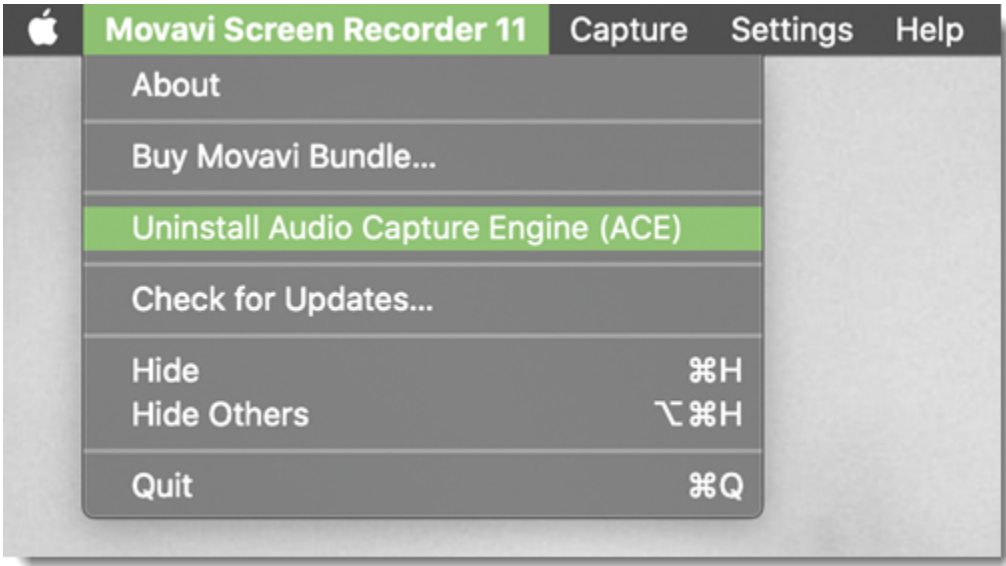 Movavi Screen Recorder 11 Capture Settings Help
About
Buy Movavi Bundle...
Uninstall Audio Capture Engine (ACE)
Check for Updates...
Hide ⌘H
Hide Others ⌥⌘H
Quit ⌘Q